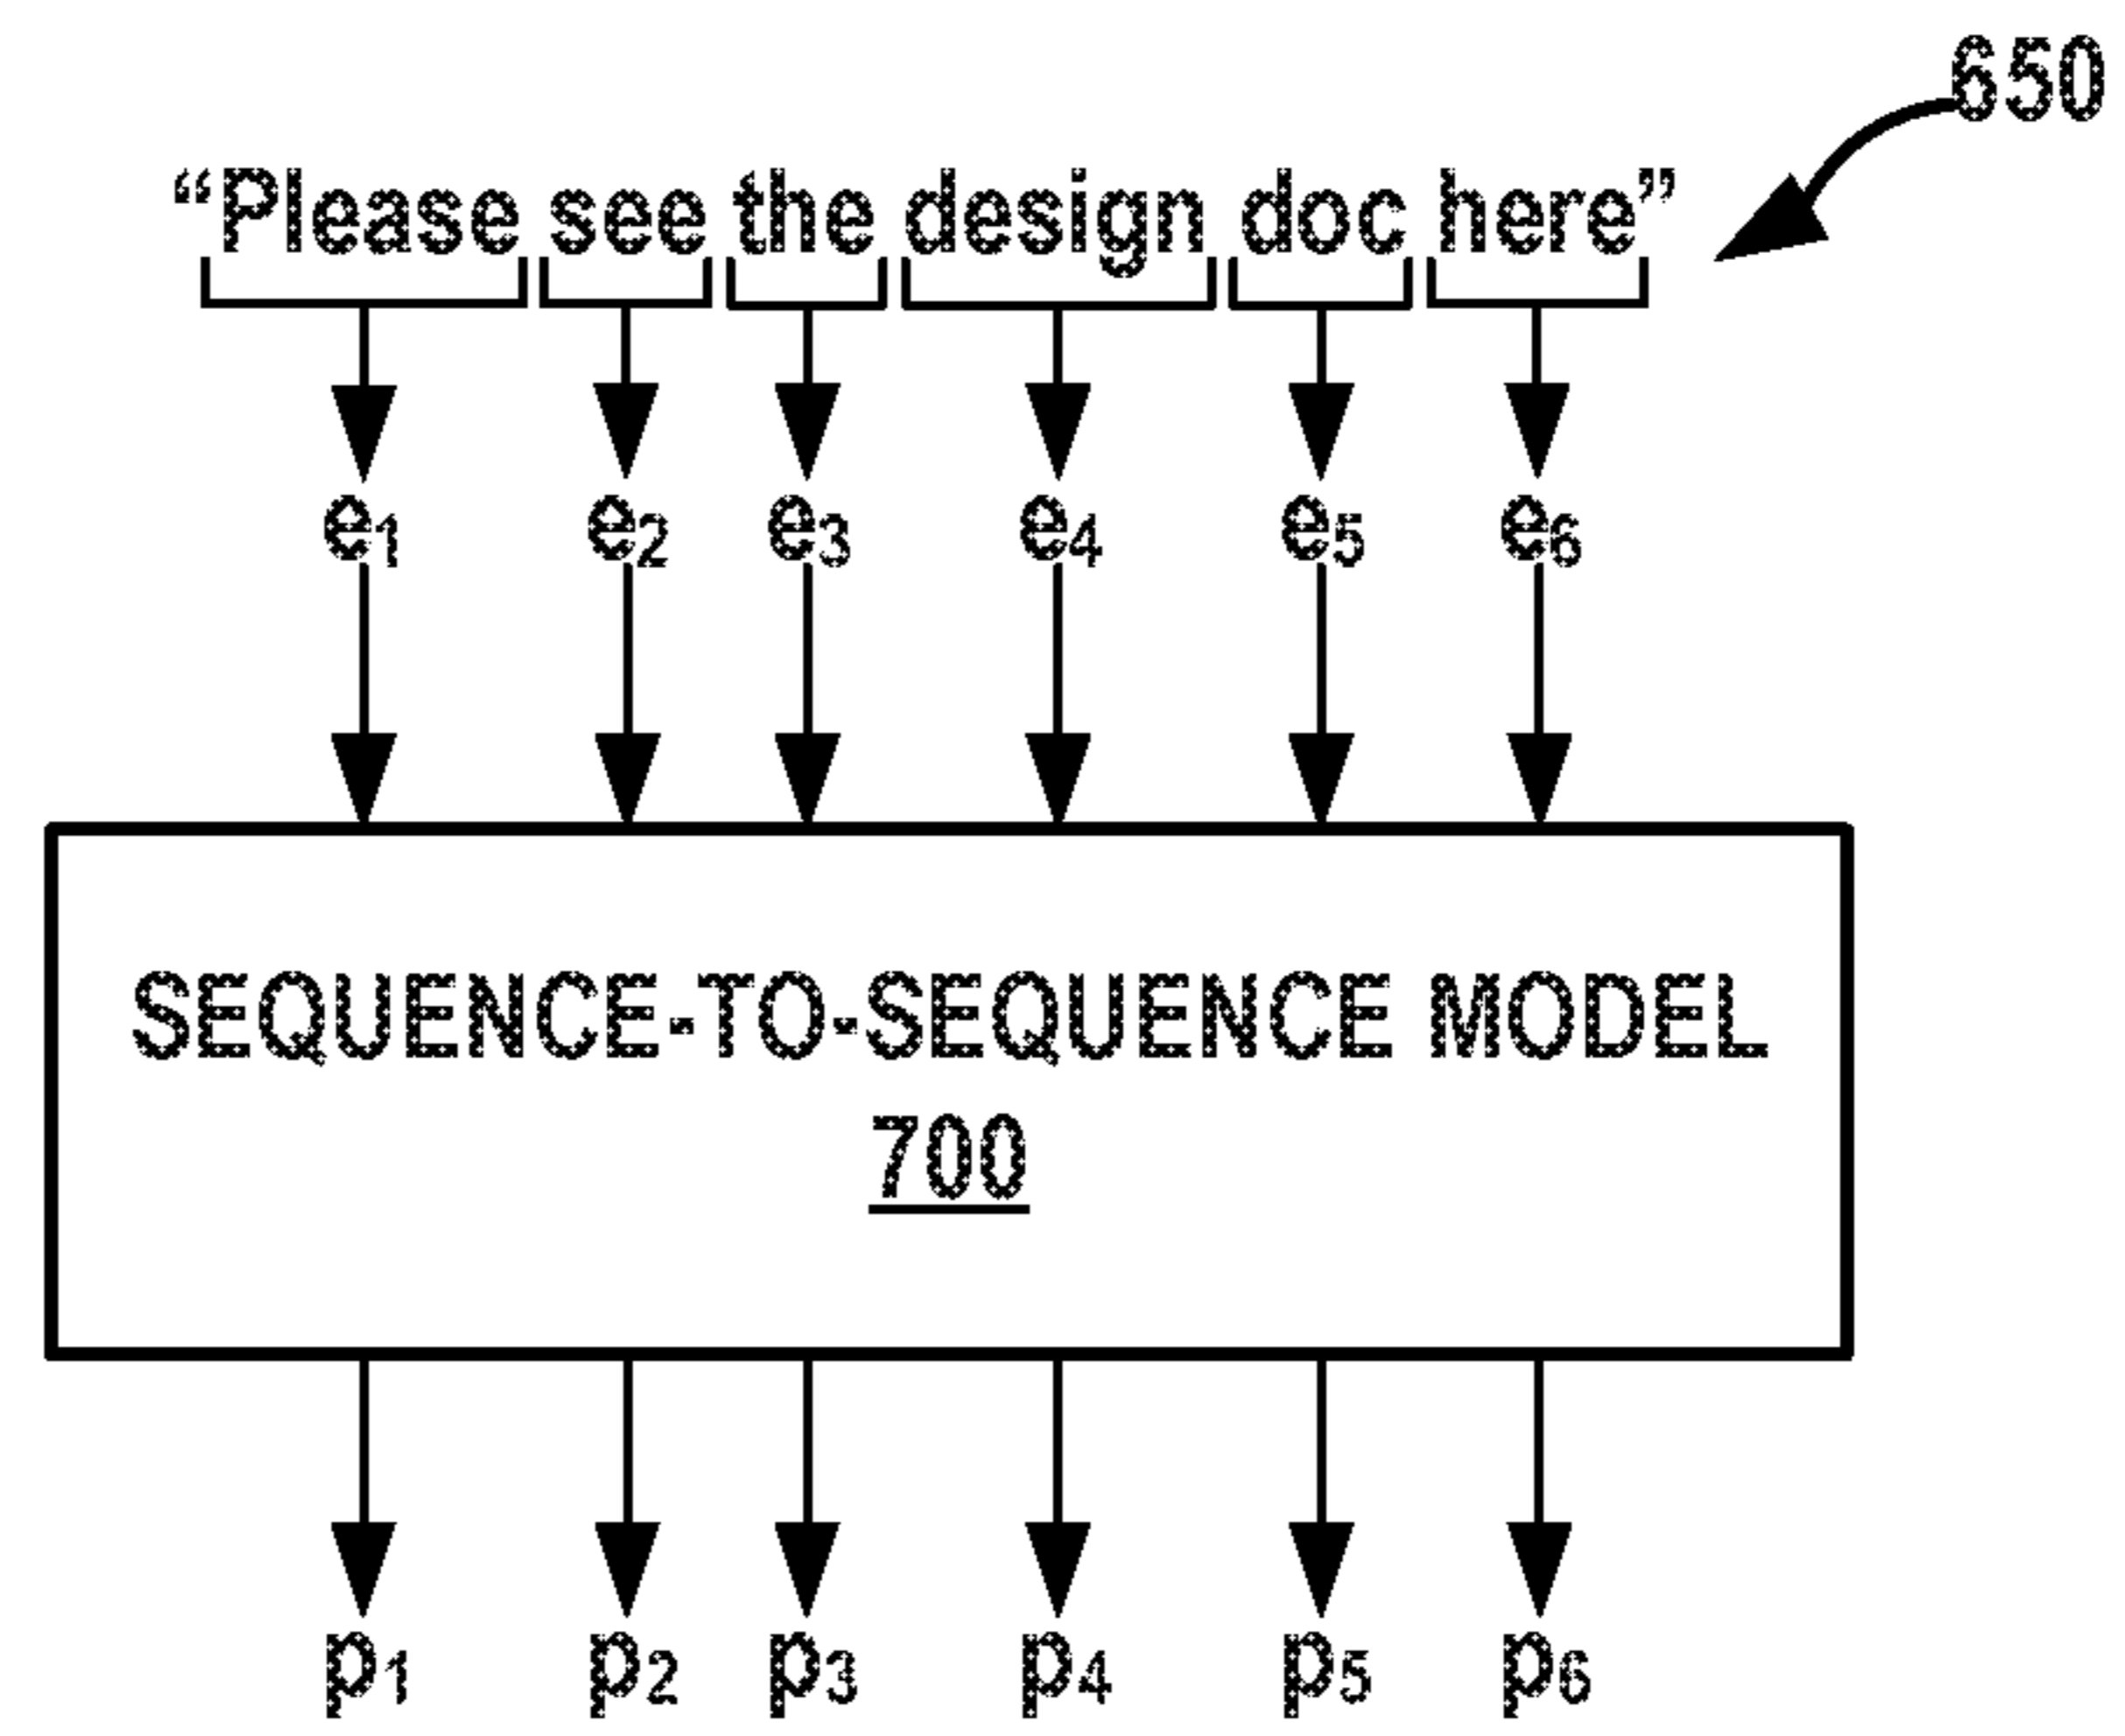 650
“Please see the design doc here”
e1 e2 e3 e4 e5 e6
SEQUENCE-TO-SEQUENCE MODEL
700
p1 p2 p3 p4 p5 p6